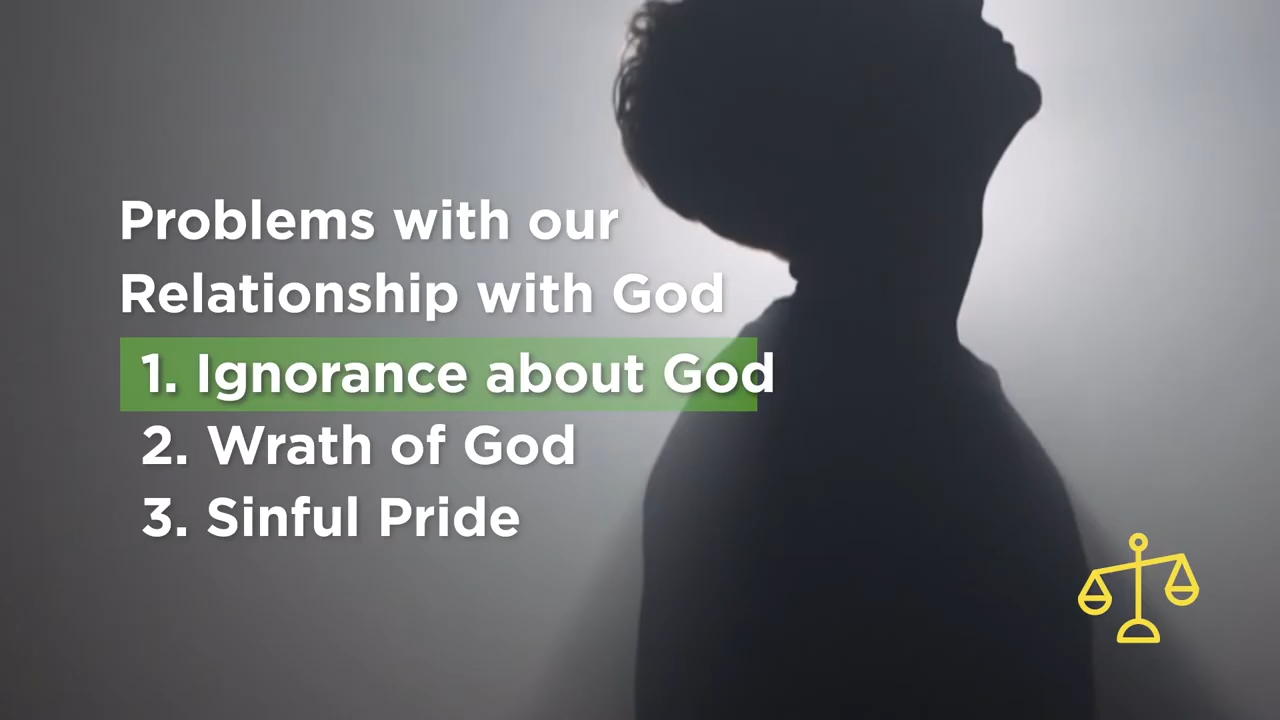 Problems with our
Relationship with God
1. Ignorance about God
2. Wrath of God
3. Sinful Pride